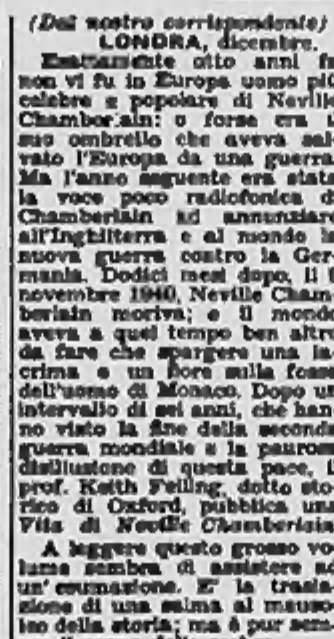 (Dal nostro corrispondente)
LONDRA, dicembre.
Esattamente otto anni fa
non vi fu in Europa uomo più
celebre e popolare di Neville
Chamberlain: o forse era i
suo ombrello che aveva sal-
vato l'Europa da una guerra.
Ma l'anno seguente era stata
la voce poco radiofonica d
Chamberlain ad annunziare
all'Inghilterra e al mondo la
nuova guerra contro la Ger-
mania. Dodici mesi dopo, il
novembre 1940, Neville Cham
berlain moriva; e il mondo
aveva a quel tempo ben altro
da fare che spargere una la-
crima e un fiore sulla fossa
dell'uomo di Monaco. Dopo un
intervallo di sei anni, che han
no visto la fine della seconda
guerra mondiale e la paurosa
disillusione di questa pace, i
prof. Keith Feiling, dotto sto-
rico di Oxford, pubblica una
Vita di Neville Chamberlain
A leggere questo grosso vo
lume sembra di assistere ad
un' esumazione. E' la trasla
zione di una salma al mauso
leo della storia; ma è pur sem